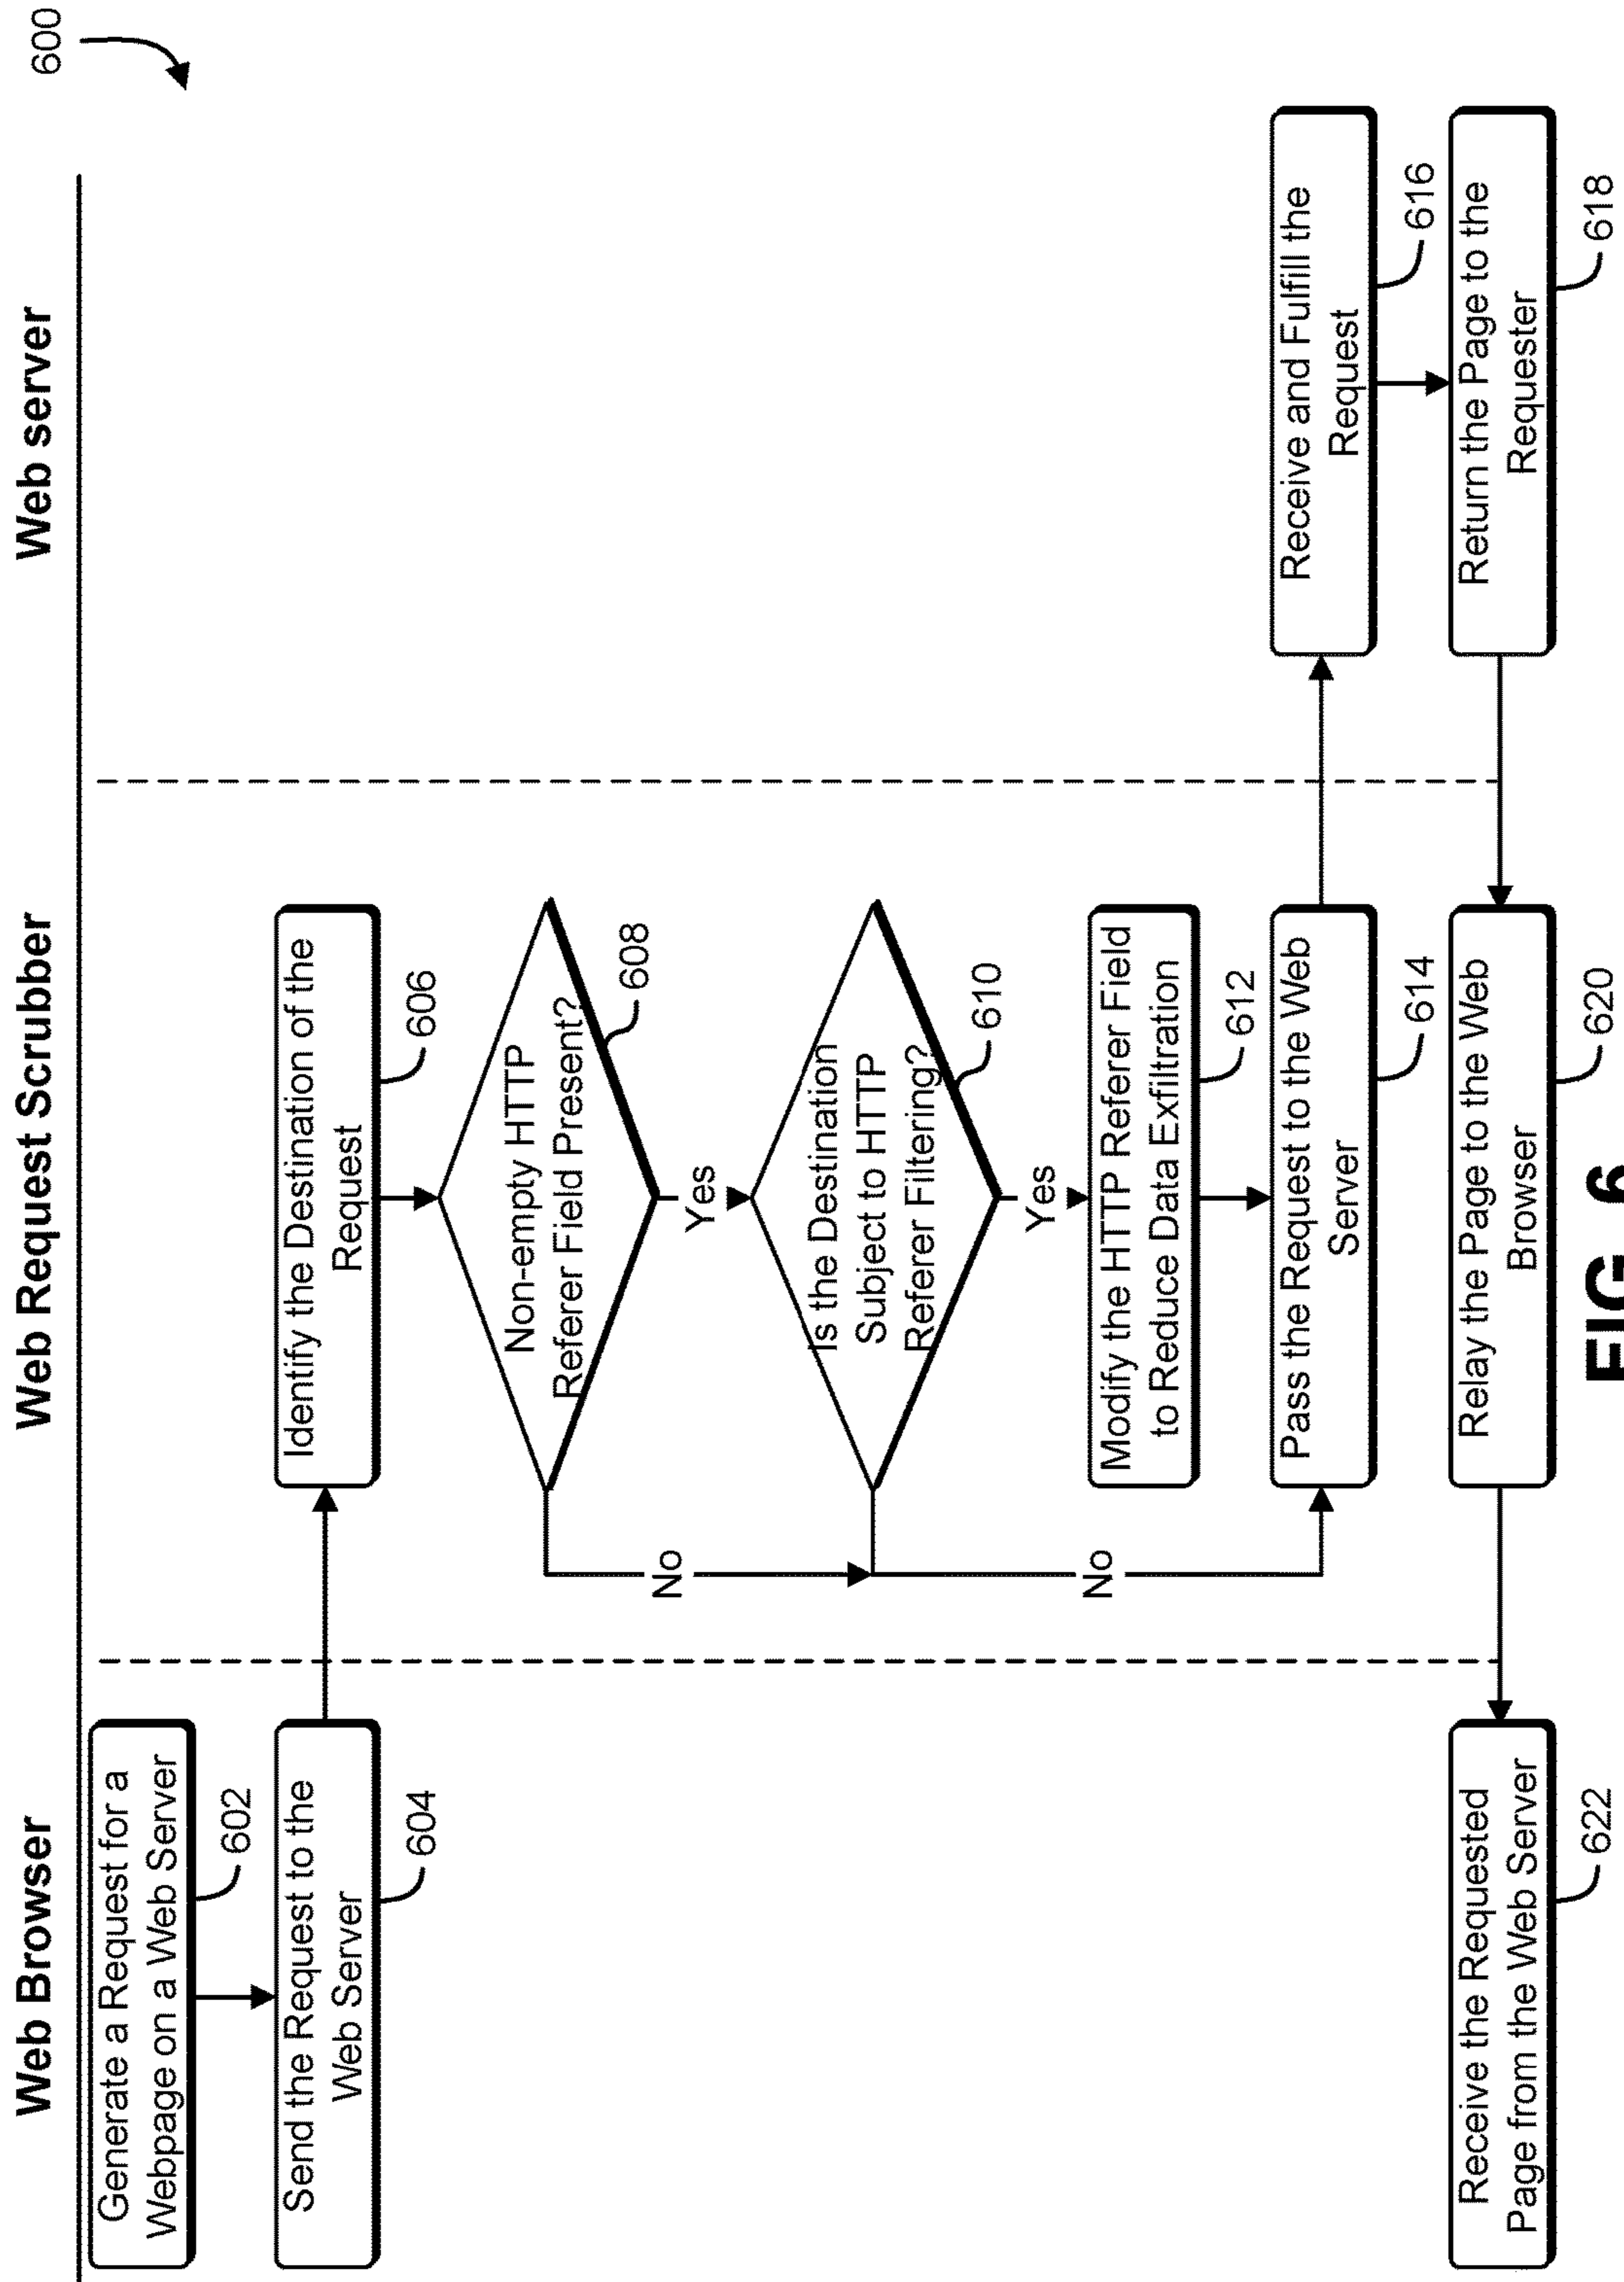 600
Web Browser
Web Request Scrubber
Web server
Generate a Request for a
Webpage on a Web Server
602
Send the Request to the
Web Server
604
Identify the Destination of the
Request
606
Non-empty HTTP
Referer Field Present?
608
Yes
No
Is the Destination
Subject to HTTP
Referer Filtering?
610
Yes
No
Modify the HTTP Referer Field
to Reduce Data Exfiltration
612
Pass the Request to the Web
Server
614
Receive and Fulfill the
Request
616
Return the Page to the
Requester
618
Relay the Page to the Web
Browser
620
Receive the Requested
Page from the Web Server
622
FIG. 6